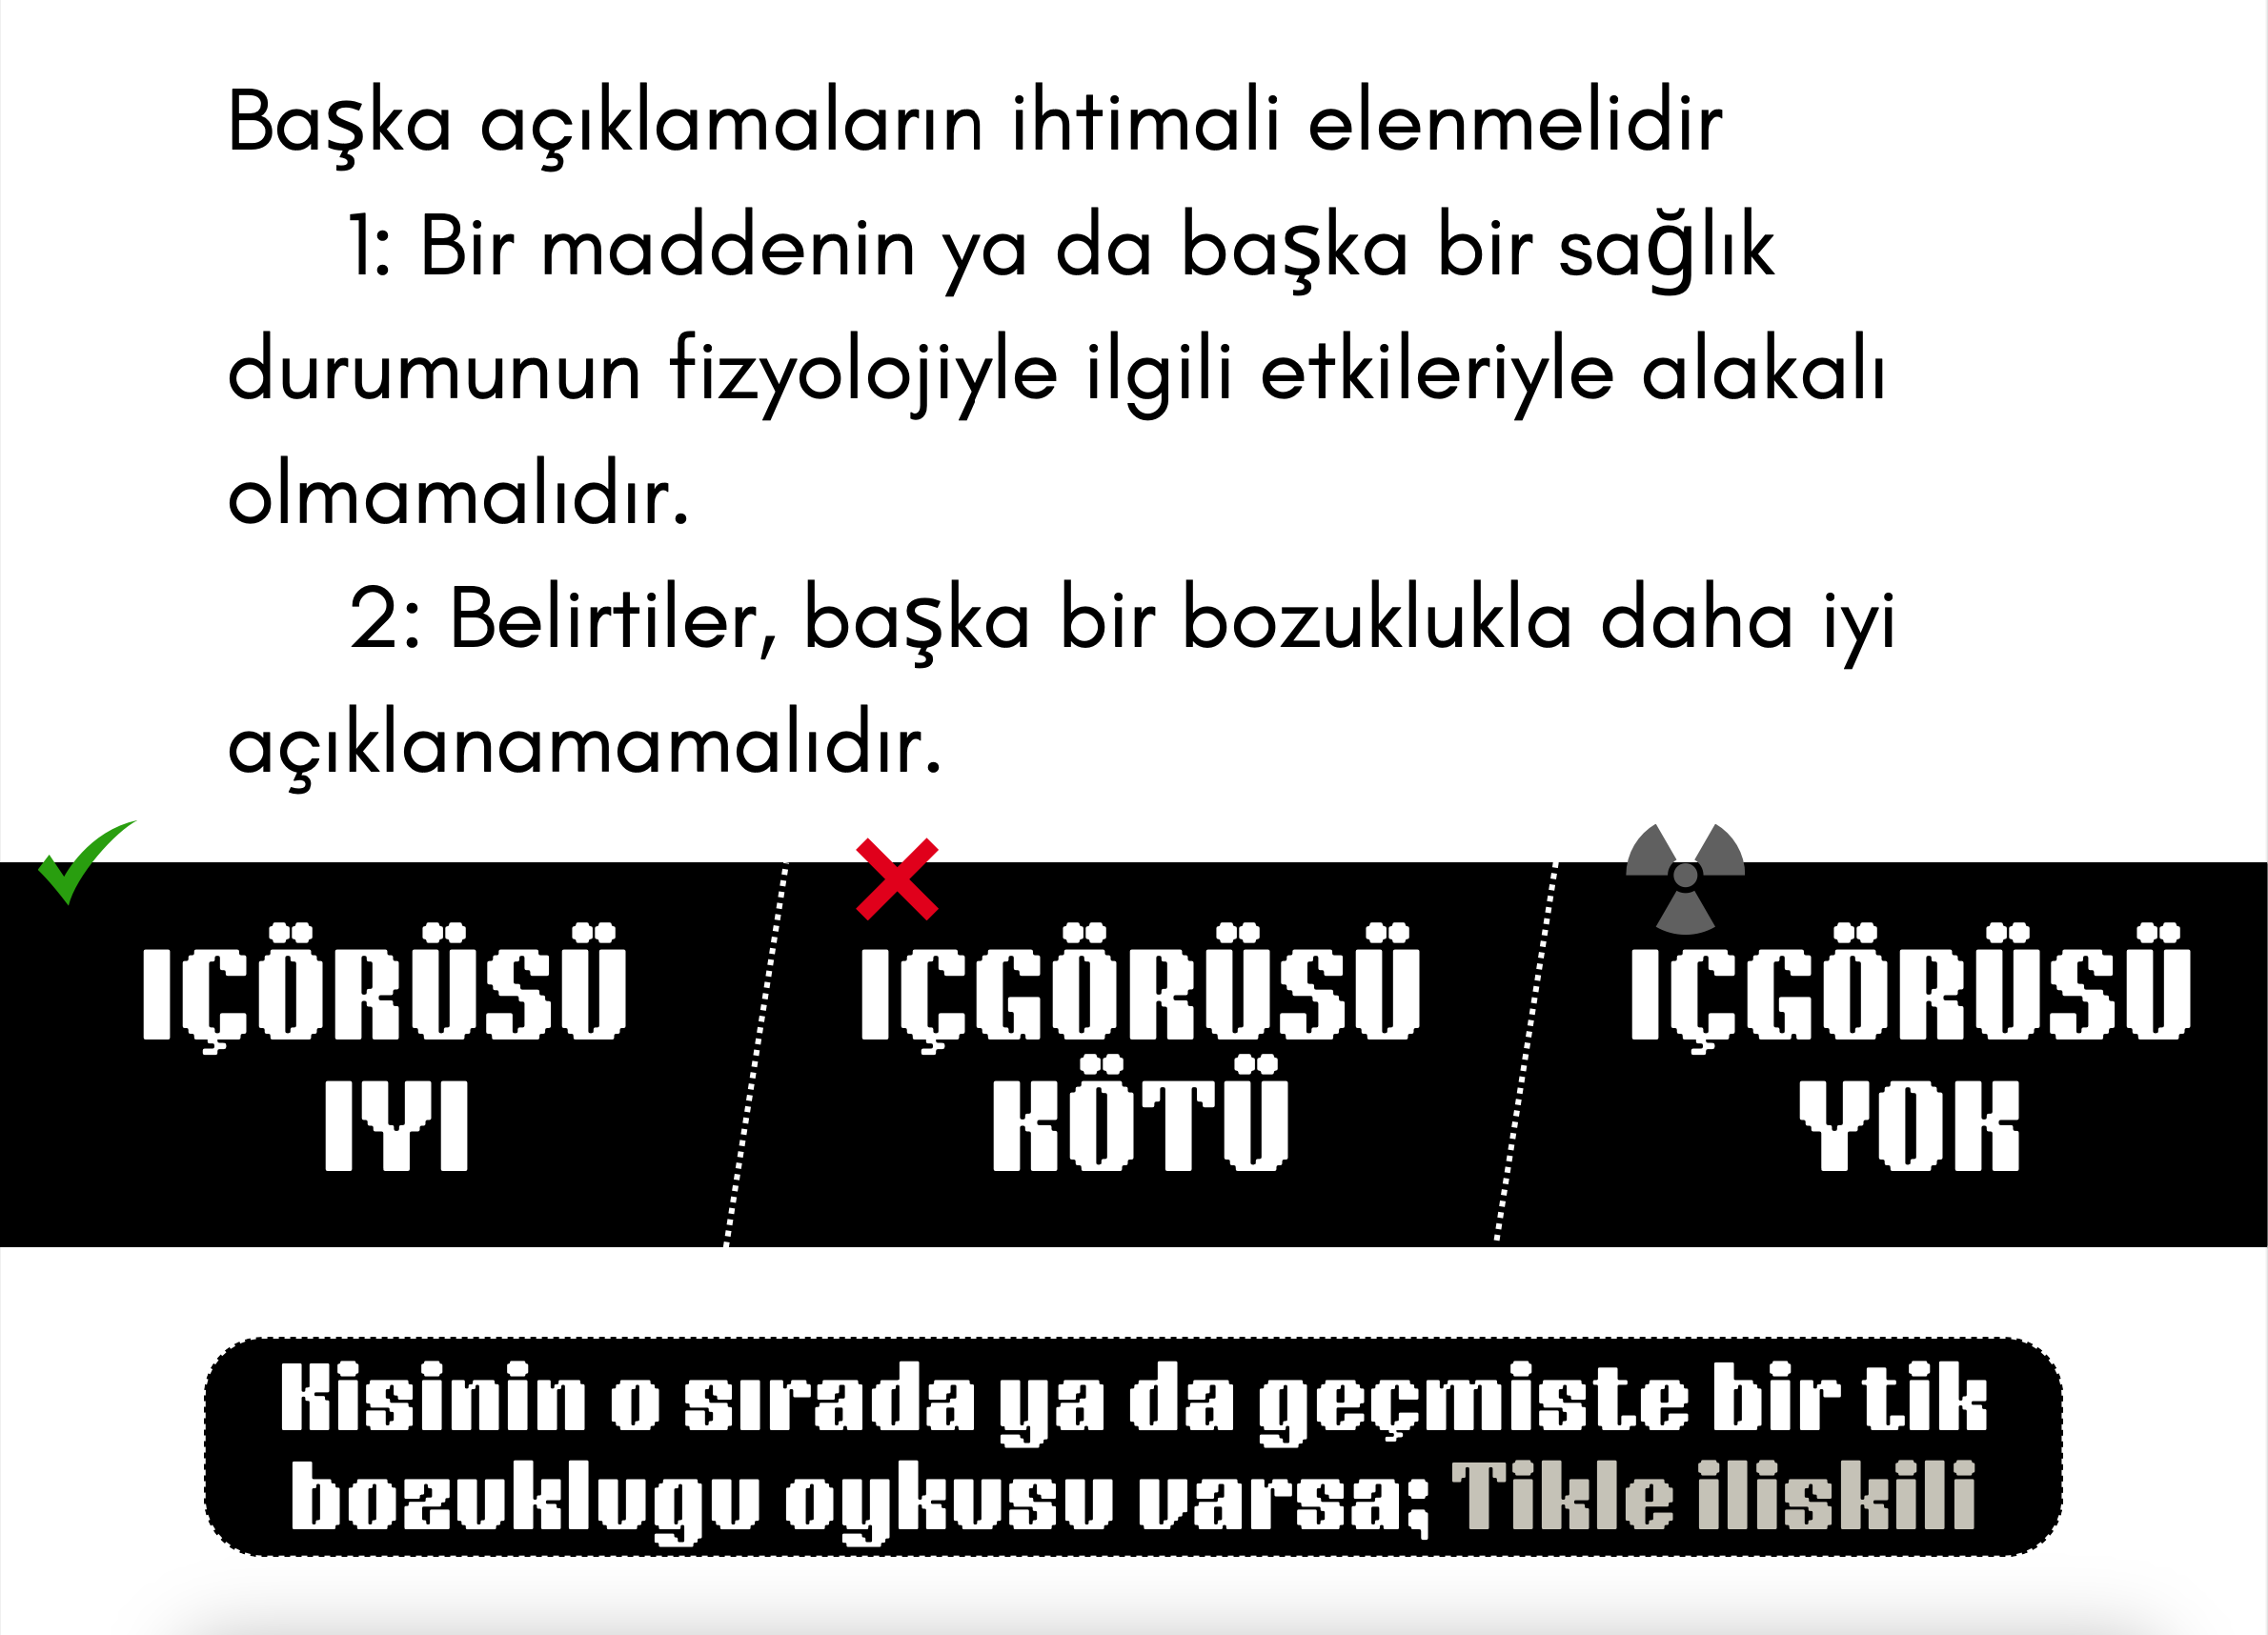 Başka açıklamaların ihtimali elenmelidir
1: Bir maddenin ya da başka bir sağlık
durumunun fizyolojiyle ilgili etkileriyle alakalı
olmamalıdır.
2: Belirtiler, başka bir bozuklukla daha iyi
açıklanamamalıdır.
IÇÖRÜSÜ
IYI
IÇGÖRÜSÜ
KÖTÜ
IÇGÖRÜSÜ
YOK
Kisinin o sırada ya da geçmiste bir tik
bozuklugu oykusu varsa; Tikle iliskili